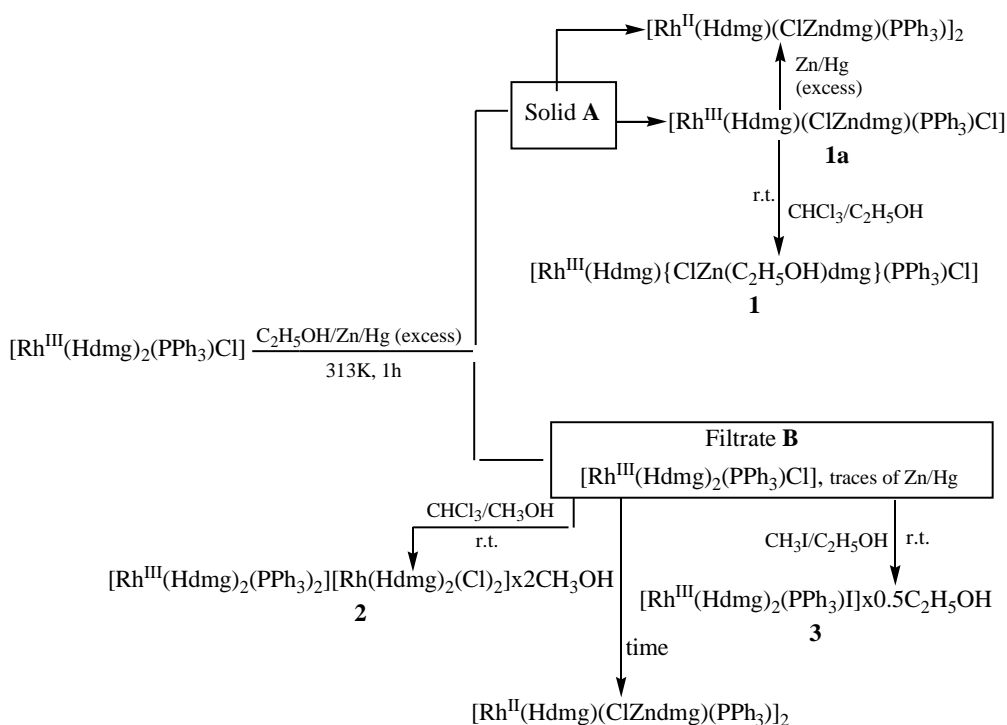 [Rh^II(Hdmg)(ClZndmg)(PPh₃)]₂
Zn/Hg
(excess)
Solid A
[Rh^III(Hdmg)(ClZndmg)(PPh₃)Cl]
1a
r.t.
CHCl₃/C₂H₅OH
[Rh^III(Hdmg){ClZn(C₂H₅OH)dmg}(PPh₃)Cl]
1
[Rh^III(Hdmg)₂(PPh₃)Cl]
C₂H₅OH/Zn/Hg (excess)
313K, 1h
Filtrate B
[Rh^III(Hdmg)₂(PPh₃)Cl], traces of Zn/Hg
CHCl₃/CH₃OH
r.t.
CH₃I/C₂H₅OH r.t.
[Rh^III(Hdmg)₂(PPh₃)₂][Rh(Hdmg)₂(Cl)₂]x2CH₃OH
2
[Rh^III(Hdmg)₂(PPh₃)I]x0.5C₂H₅OH
3
time
[Rh^II(Hdmg)(ClZndmg)(PPh₃)]₂